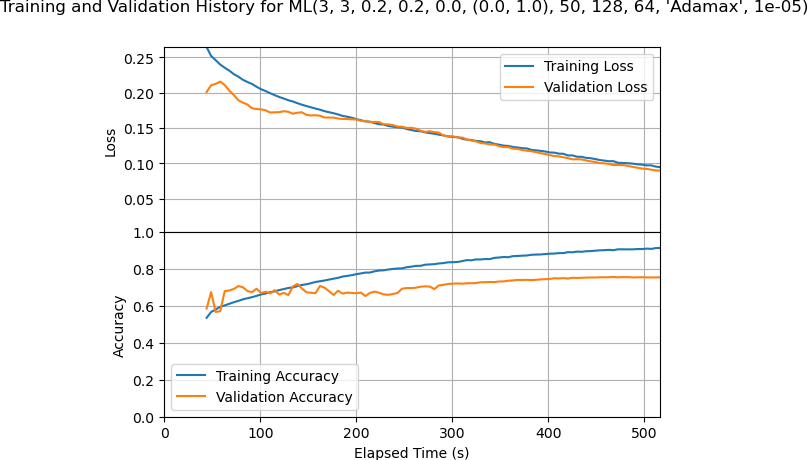 Training and Validation History for ML(3, 3, 0.2, 0.2, 0.0, (0.0, 1.0), 50, 128, 64, 'Adamax', 1e-05)
0.25
0.20
0.15
0.10
0.05
Loss
Training Loss
Validation Loss
1.0
0.8
0.6
0.4
0.2
0.0
Accuracy
Training Accuracy
Validation Accuracy
0 100 200 300 400 500
Elapsed Time (s)